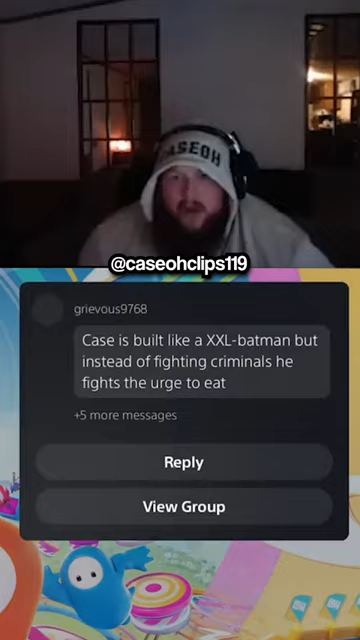 CASEOH
@caseohclips119
grievous9768
Case is built like a XXL-batman but
instead of fighting criminals he
fights the urge to eat
+5 more messages
Reply
View Group